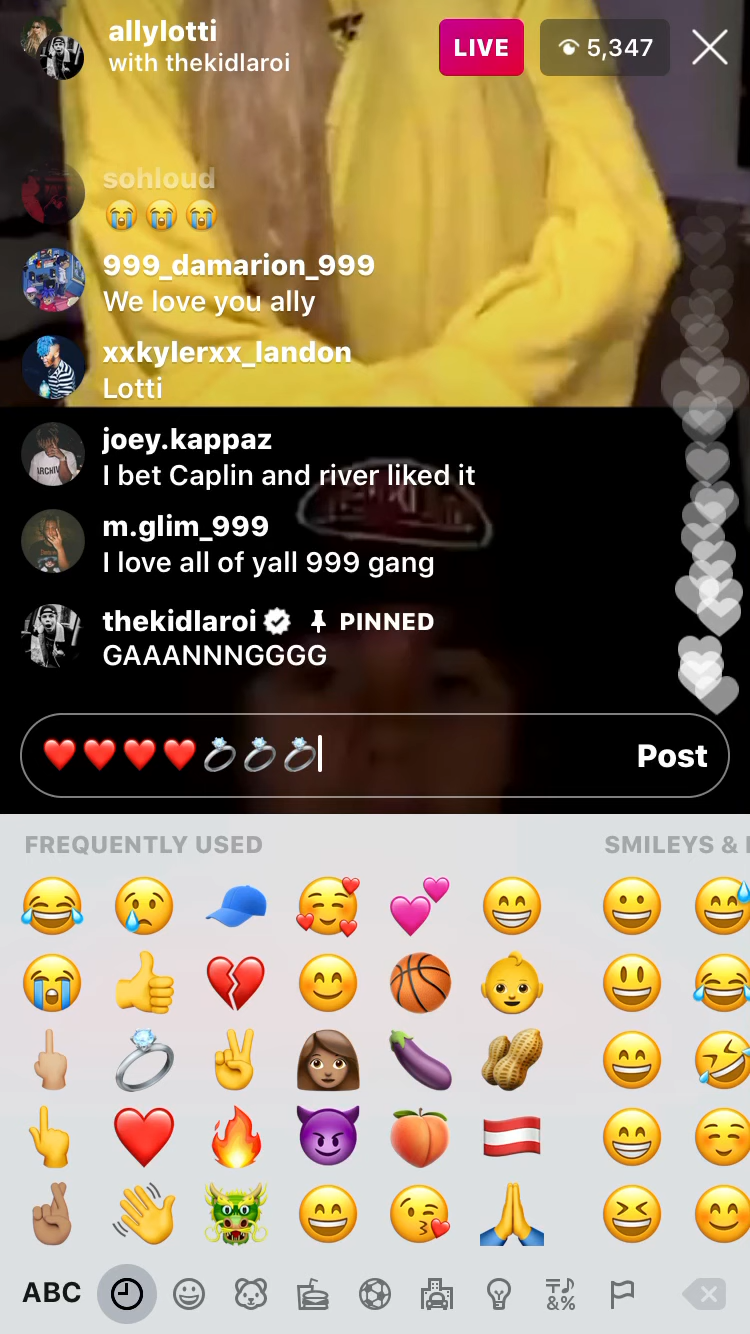 allylotti
with thekidlaroi
LIVE
5,347
sohloud
😭😭😭
999_damarion_999
We love you ally
xxkylerxx_landon
Lotti
joey.kappaz
I bet Caplin and river liked it
m.glim_999
I love all of yall 999 gang
thekidlaroi PINNED
GAAANNNGGGG
❤️❤️❤️❤️💍💍💍 Post
FREQUENTLY USED
SMILEYS &
ABC
&%